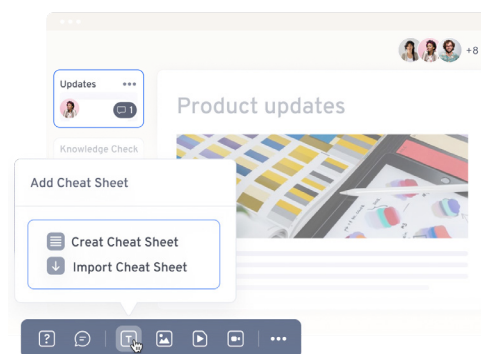 +8
Updates
1
Product updates
Knowledge Check
Add Cheat Sheet
Creat Cheat Sheet
Import Cheat Sheet
?
T